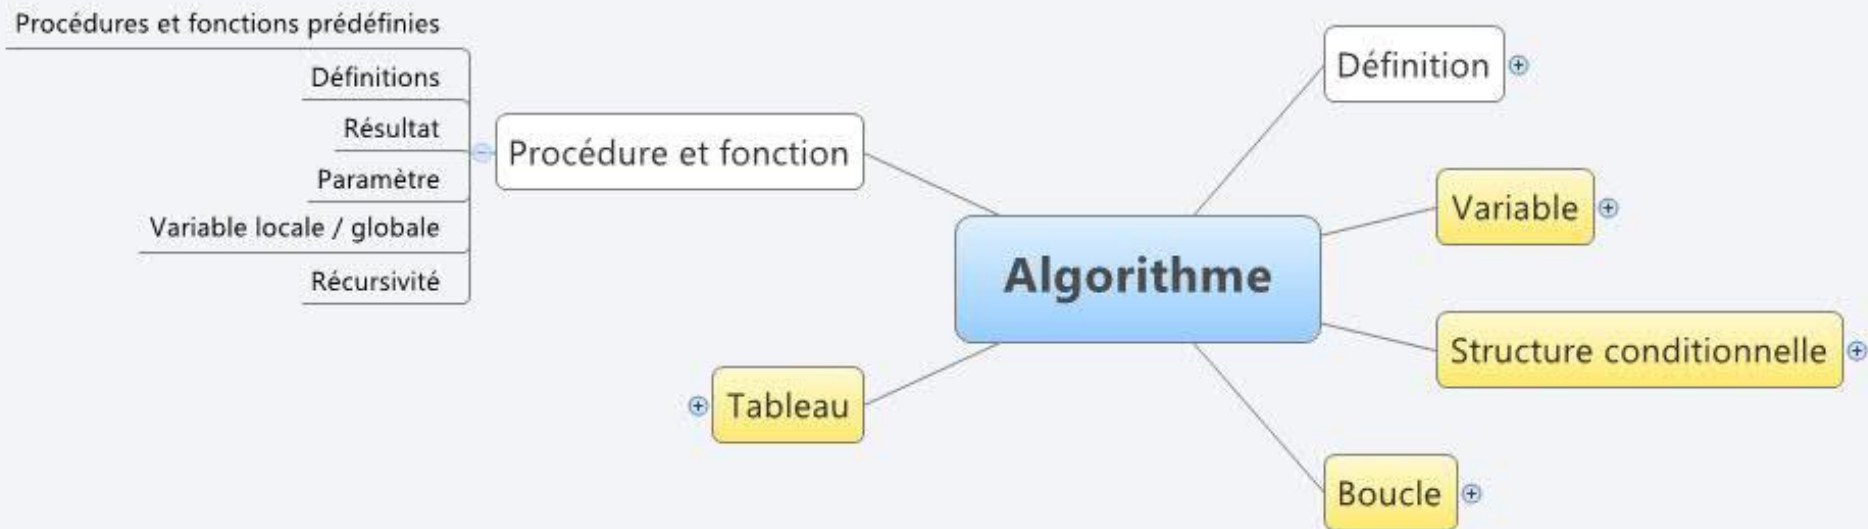 Procédures et fonctions prédéfinies
Définitions
Résultat
Paramètre
Variable locale / globale
Récursivité
Procédure et fonction
Définition
Variable
Algorithme
Structure conditionnelle
Tableau
Boucle